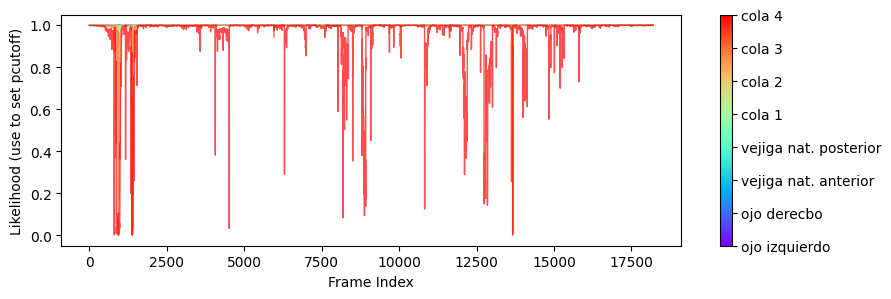 Likelihood (use to set pcutoff)
1.0
0.8
0.6
0.4
0.2
0.0
0
2500
5000
7500
10000
12500
15000
17500
Frame Index
cola 4
cola 3
cola 2
cola 1
vejiga nat. posterior
vejiga nat. anterior
ojo derecbo
ojo izquierdo